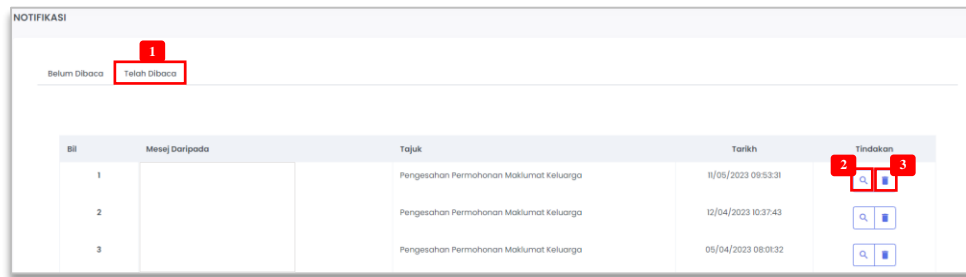 NOTIFIKASI
1
Belum Dibaca Telah Dibaca
Bil Mesej Daripada Tajuk Tarikh Tindakan
2 3
1 Pengesahan Permohonan Maklumat Keluarga 11/05/2023 09:53:31
2 Pengesahan Permohonan Maklumat Keluarga 12/04/2023 10:37:43
3 Pengesahan Permohonan Maklumat Keluarga 05/04/2023 08:01:32